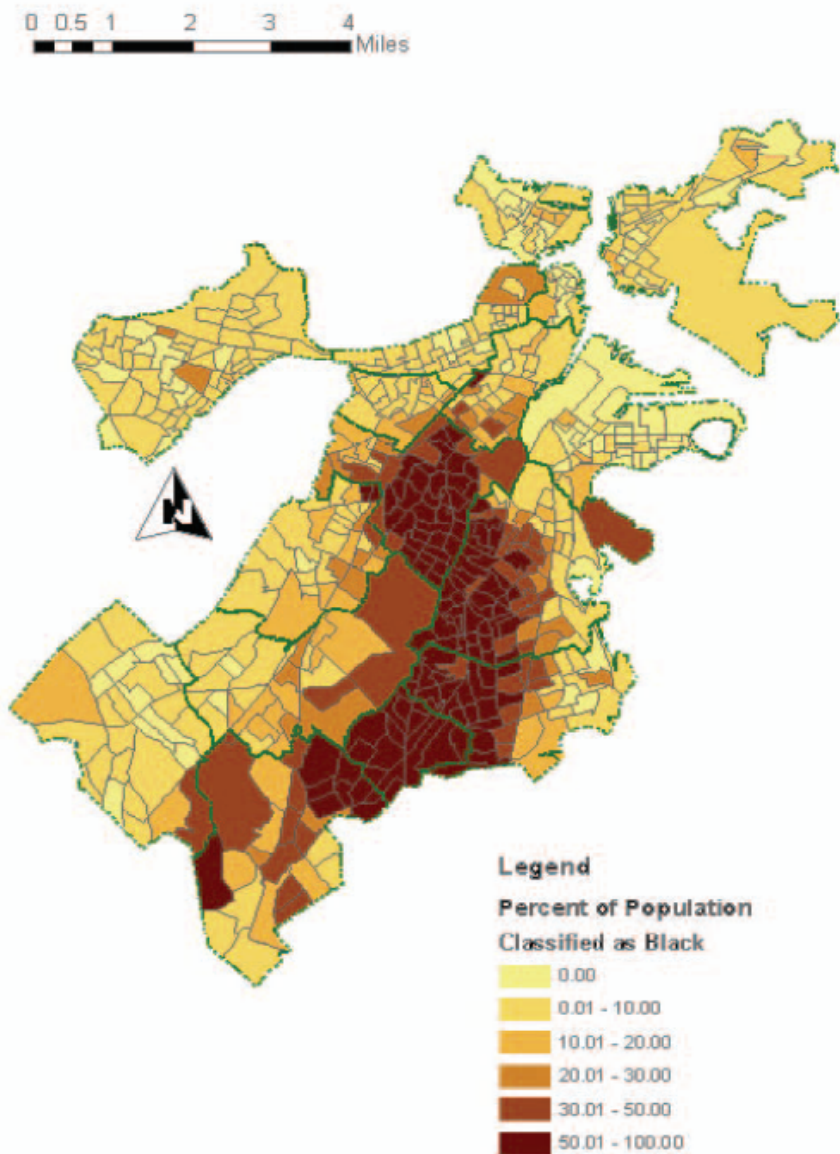 0 0.5 1 2 3 4
Miles
N
Legend
Percent of Population
Classified as Black
0.00
0.01 - 10.00
10.01 - 20.00
20.01 - 30.00
30.01 - 50.00
50.01 - 100.00